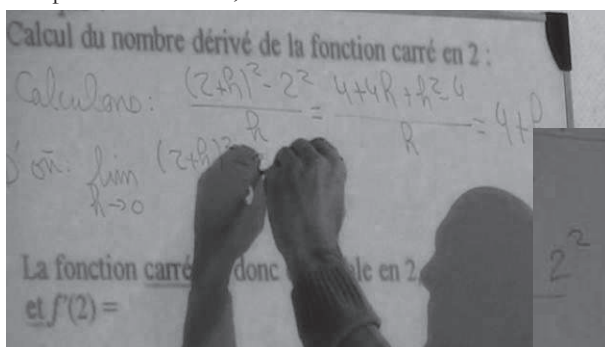 Calcul du nombre dérivé de la fonction carré en 2 :
Calculons: ((2+h)²-2²)/h = (4+4h+h²-4)/h = 4+h
D'où: lim h→0 (2+h)²
La fonction carré donc en 2
et f'(2) =
2²